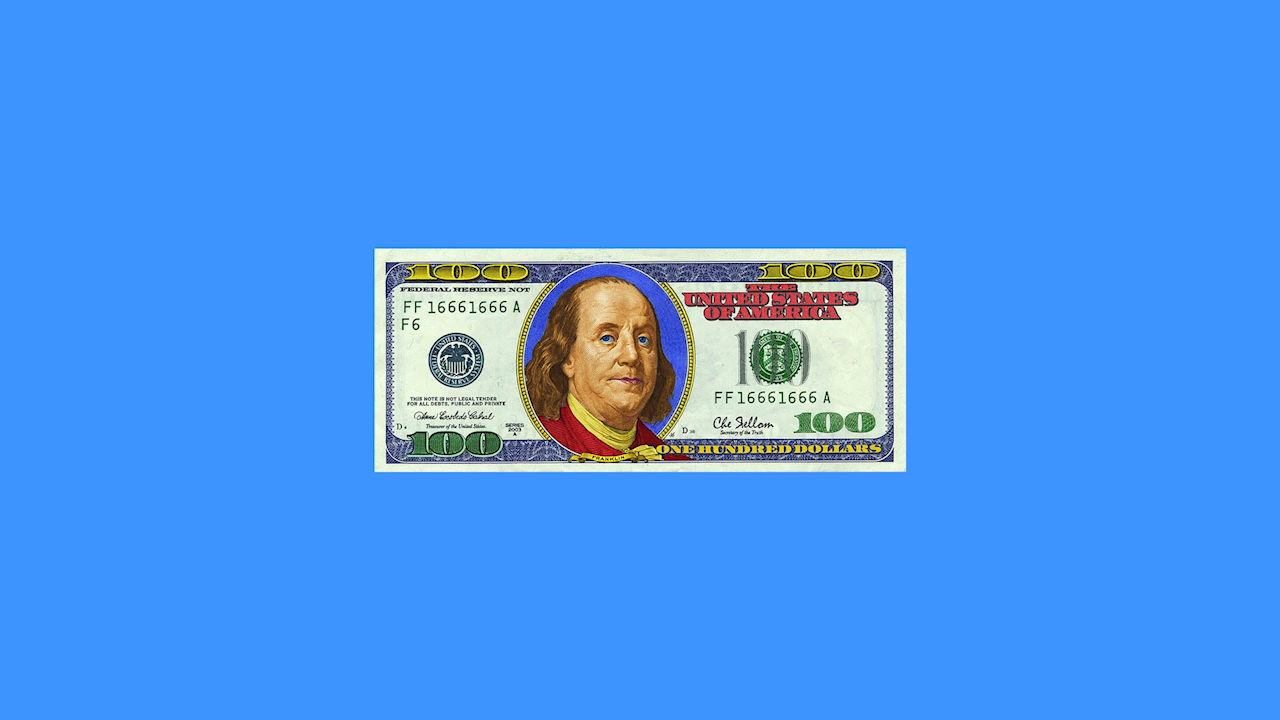 100
100
FEDERAL RESERVE NOT
THE
UNITED STATES
OF AMERICA
FF 16661666 A
F6
100
THIS NOTE IS NOT LEGAL TENDER
FOR ALL DEBTS, PUBLIC AND PRIVATE
FF 16661666 A
Treasurer of the United States.
SERIES
2003
A
D
D
Secretary of the Truth
100
100
FRANKLIN
ONE HUNDRED DOLLARS